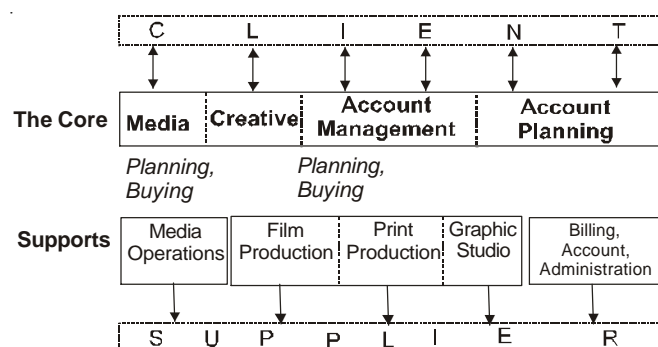 C L I E N T
The Core
Media
Creative
Account
Management
Account
Planning
Planning,
Buying
Planning,
Buying
Supports
Media
Operations
Film
Production
Print
Production
Graphic
Studio
Billing,
Account,
Administration
S U P P L I E R